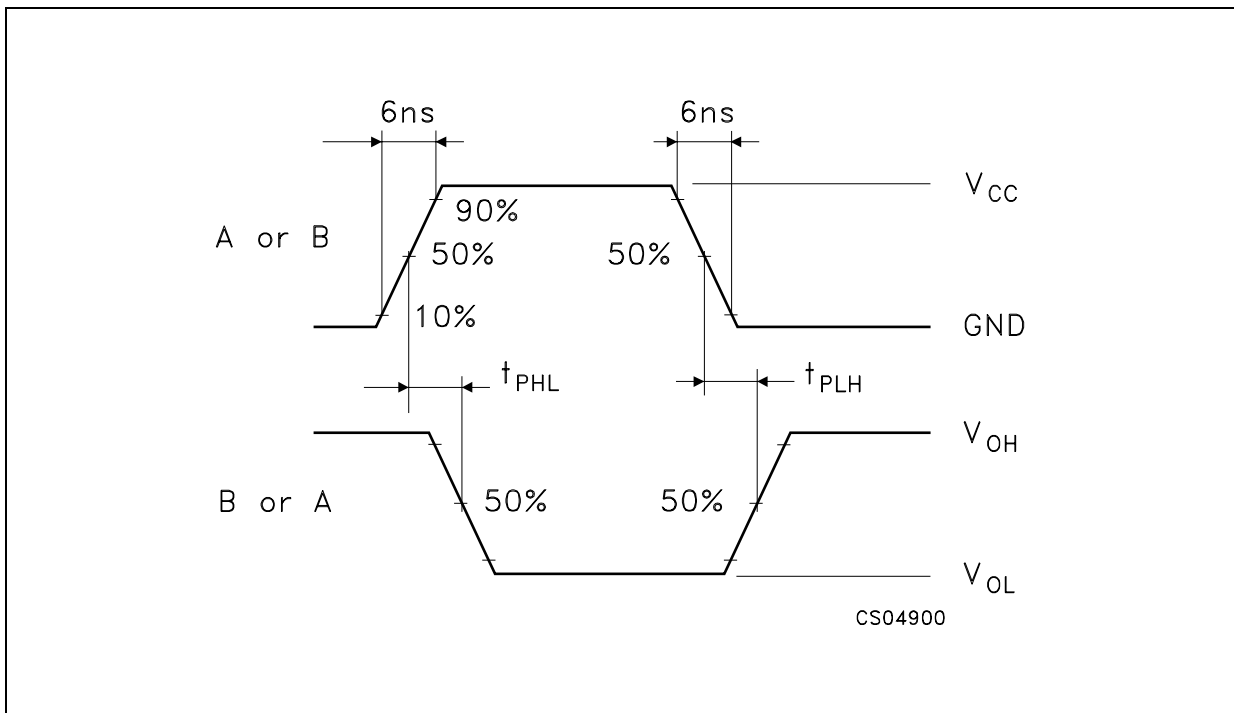 6ns 6ns
V_CC
90%
A or B
50% 50%
10%
GND
t_PHL t_PLH
V_OH
B or A
50% 50%
V_OL
CS04900